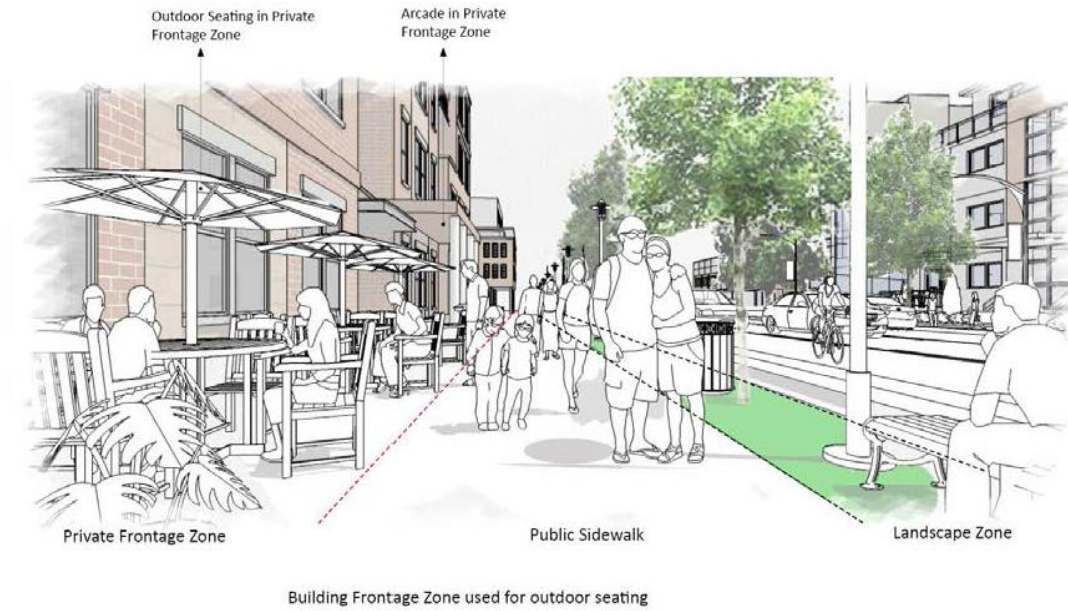 Outdoor Seating in Private
Frontage Zone
Arcade in Private
Frontage Zone
Private Frontage Zone
Public Sidewalk
Landscape Zone
Building Frontage Zone used for outdoor seating